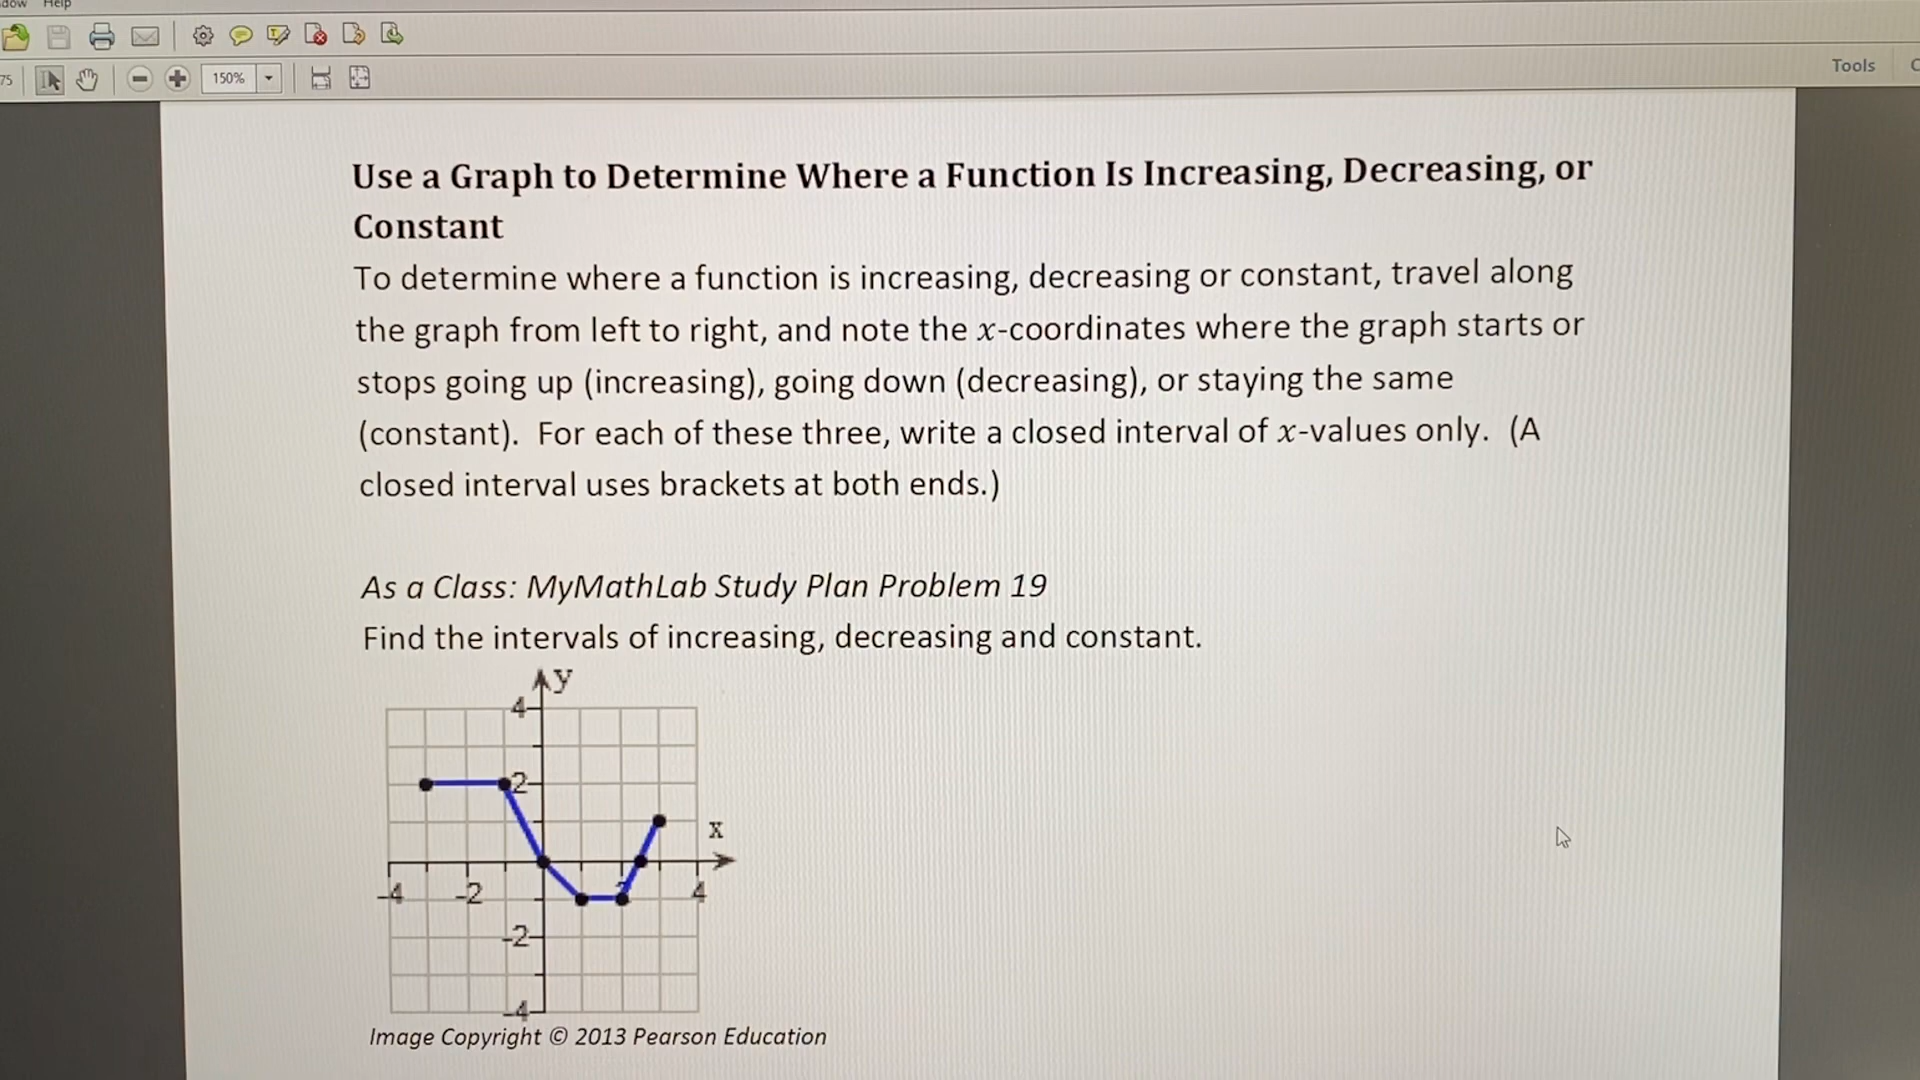 dow Help
75 150% Tools
Use a Graph to Determine Where a Function Is Increasing, Decreasing, or
Constant
To determine where a function is increasing, decreasing or constant, travel along
the graph from left to right, and note the x-coordinates where the graph starts or
stops going up (increasing), going down (decreasing), or staying the same
(constant). For each of these three, write a closed interval of x-values only. (A
closed interval uses brackets at both ends.)
As a Class: MyMathLab Study Plan Problem 19
Find the intervals of increasing, decreasing and constant.
y
4
2
x
-4 -2 2 4
-2
-4
Image Copyright © 2013 Pearson Education